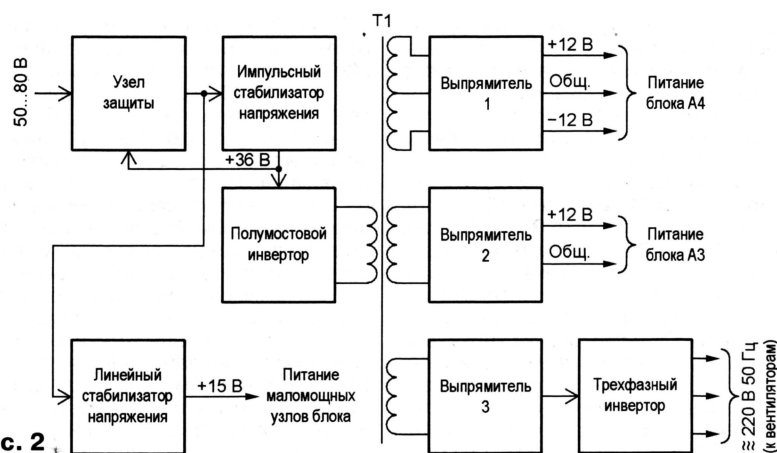 T1
50...80 В
Узел
защиты
Импульсный
стабилизатор
напряжения
Выпрямитель
1
+12 В
Общ.
−12 В
Питание
блока А4
+36 В
Полумостовой
инвертор
Выпрямитель
2
+12 В
Общ.
Питание
блока А3
Линейный
стабилизатор
напряжения
+15 В
Питание
маломощных
узлов блока
Выпрямитель
3
Трехфазный
инвертор
≈ 220 В 50 Гц
(к вентиляторам)
с. 2